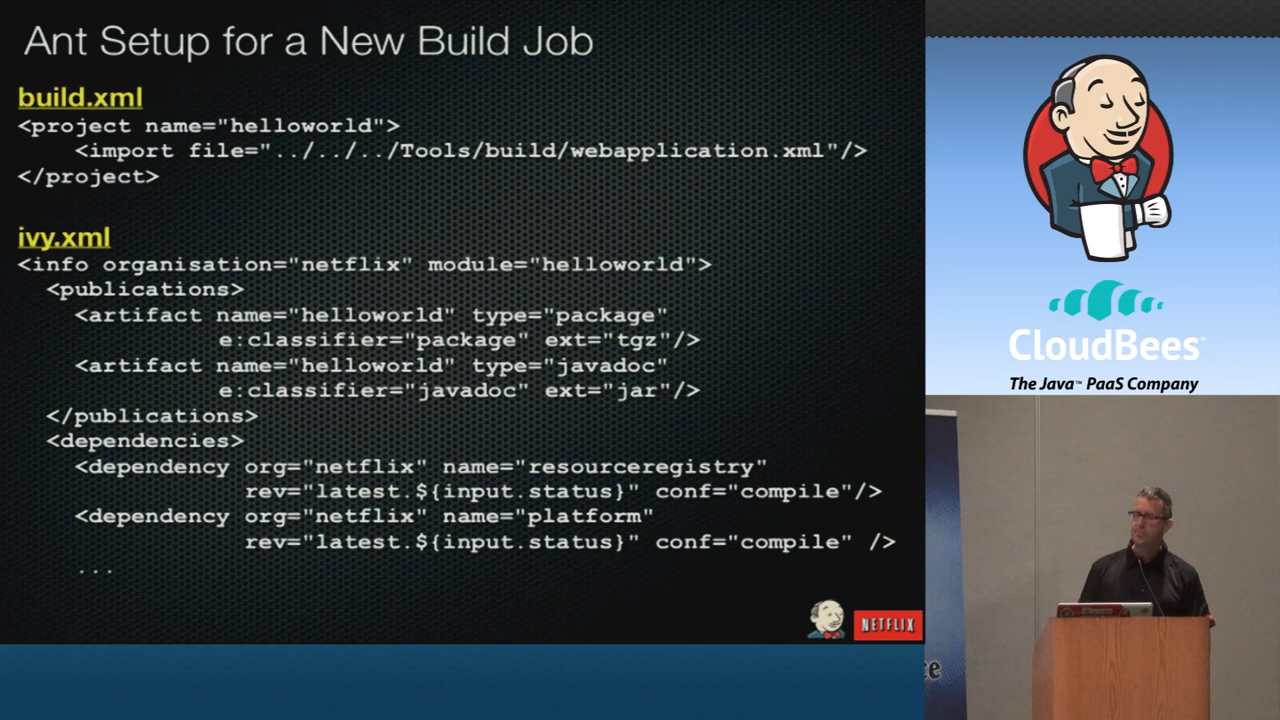 Ant Setup for a New Build Job
build.xml
<project name="helloworld">
<import file="../../../Tools/build/webapplication.xml"/>
</project>
ivy.xml
<info organisation="netflix" module="helloworld">
<publications>
<artifact name="helloworld" type="package"
e:classifier="package" ext="tgz"/>
<artifact name="helloworld" type="javadoc"
e:classifier="javadoc" ext="jar"/>
</publications>
<dependencies>
<dependency org="netflix" name="resourceregistry"
rev="latest.${input.status}" conf="compile"/>
<dependency org="netflix" name="platform"
rev="latest.${input.status}" conf="compile" />
...
NETFLIX
CloudBees
The Java™ PaaS Company